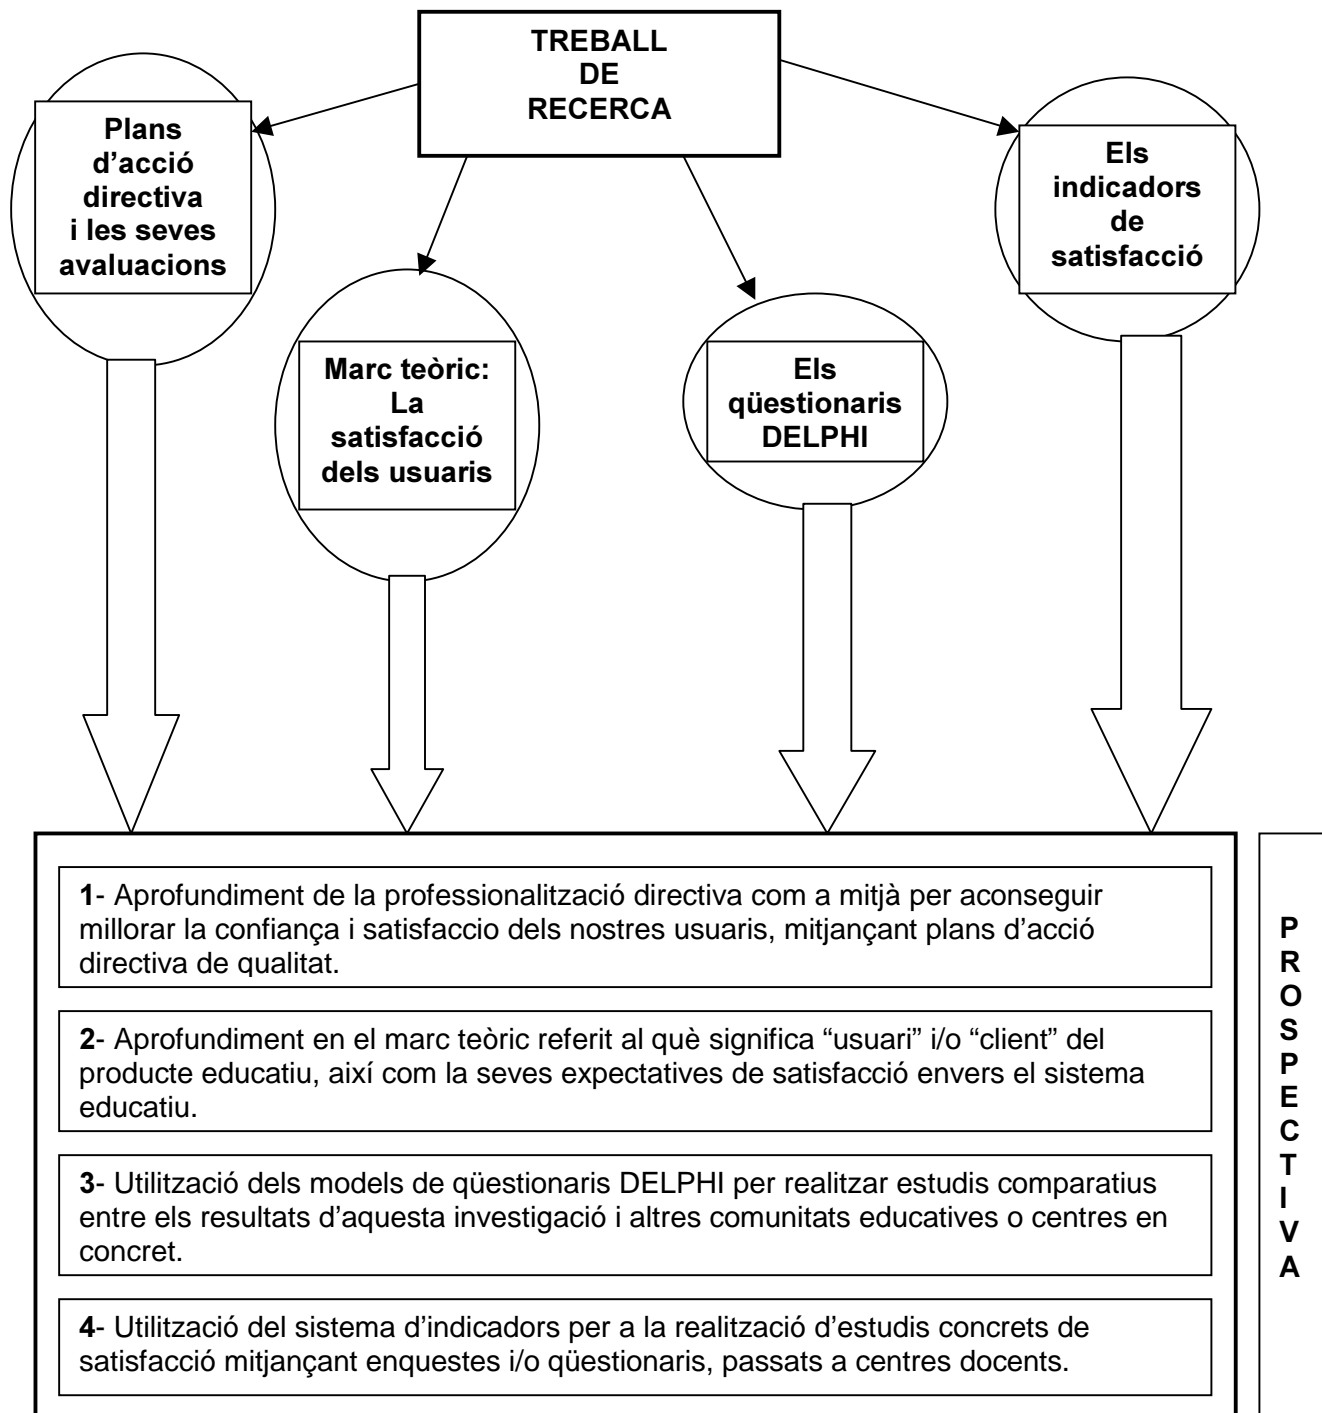 TREBALL
DE
RECERCA
Plans
d’acció
directiva
i les seves
avaluacions
Marc teòric:
La
satisfacció
dels usuaris
Els
qüestionaris
DELPHI
Els
indicadors
de
satisfacció
1- Aprofundiment de la professionalització directiva com a mitjà per aconseguir
millorar la confiança i satisfaccio dels nostres usuaris, mitjançant plans d’acció
directiva de qualitat.
2- Aprofundiment en el marc teòric referit al què significa “usuari” i/o “client” del
producte educatiu, així com la seves expectatives de satisfacció envers el sistema
educatiu.
3- Utilització dels models de qüestionaris DELPHI per realitzar estudis comparatius
entre els resultats d’aquesta investigació i altres comunitats educatives o centres en
concret.
4- Utilització del sistema d’indicadors per a la realització d’estudis concrets de
satisfacció mitjançant enquestes i/o qüestionaris, passats a centres docents.
P
R
O
S
P
E
C
T
I
V
A